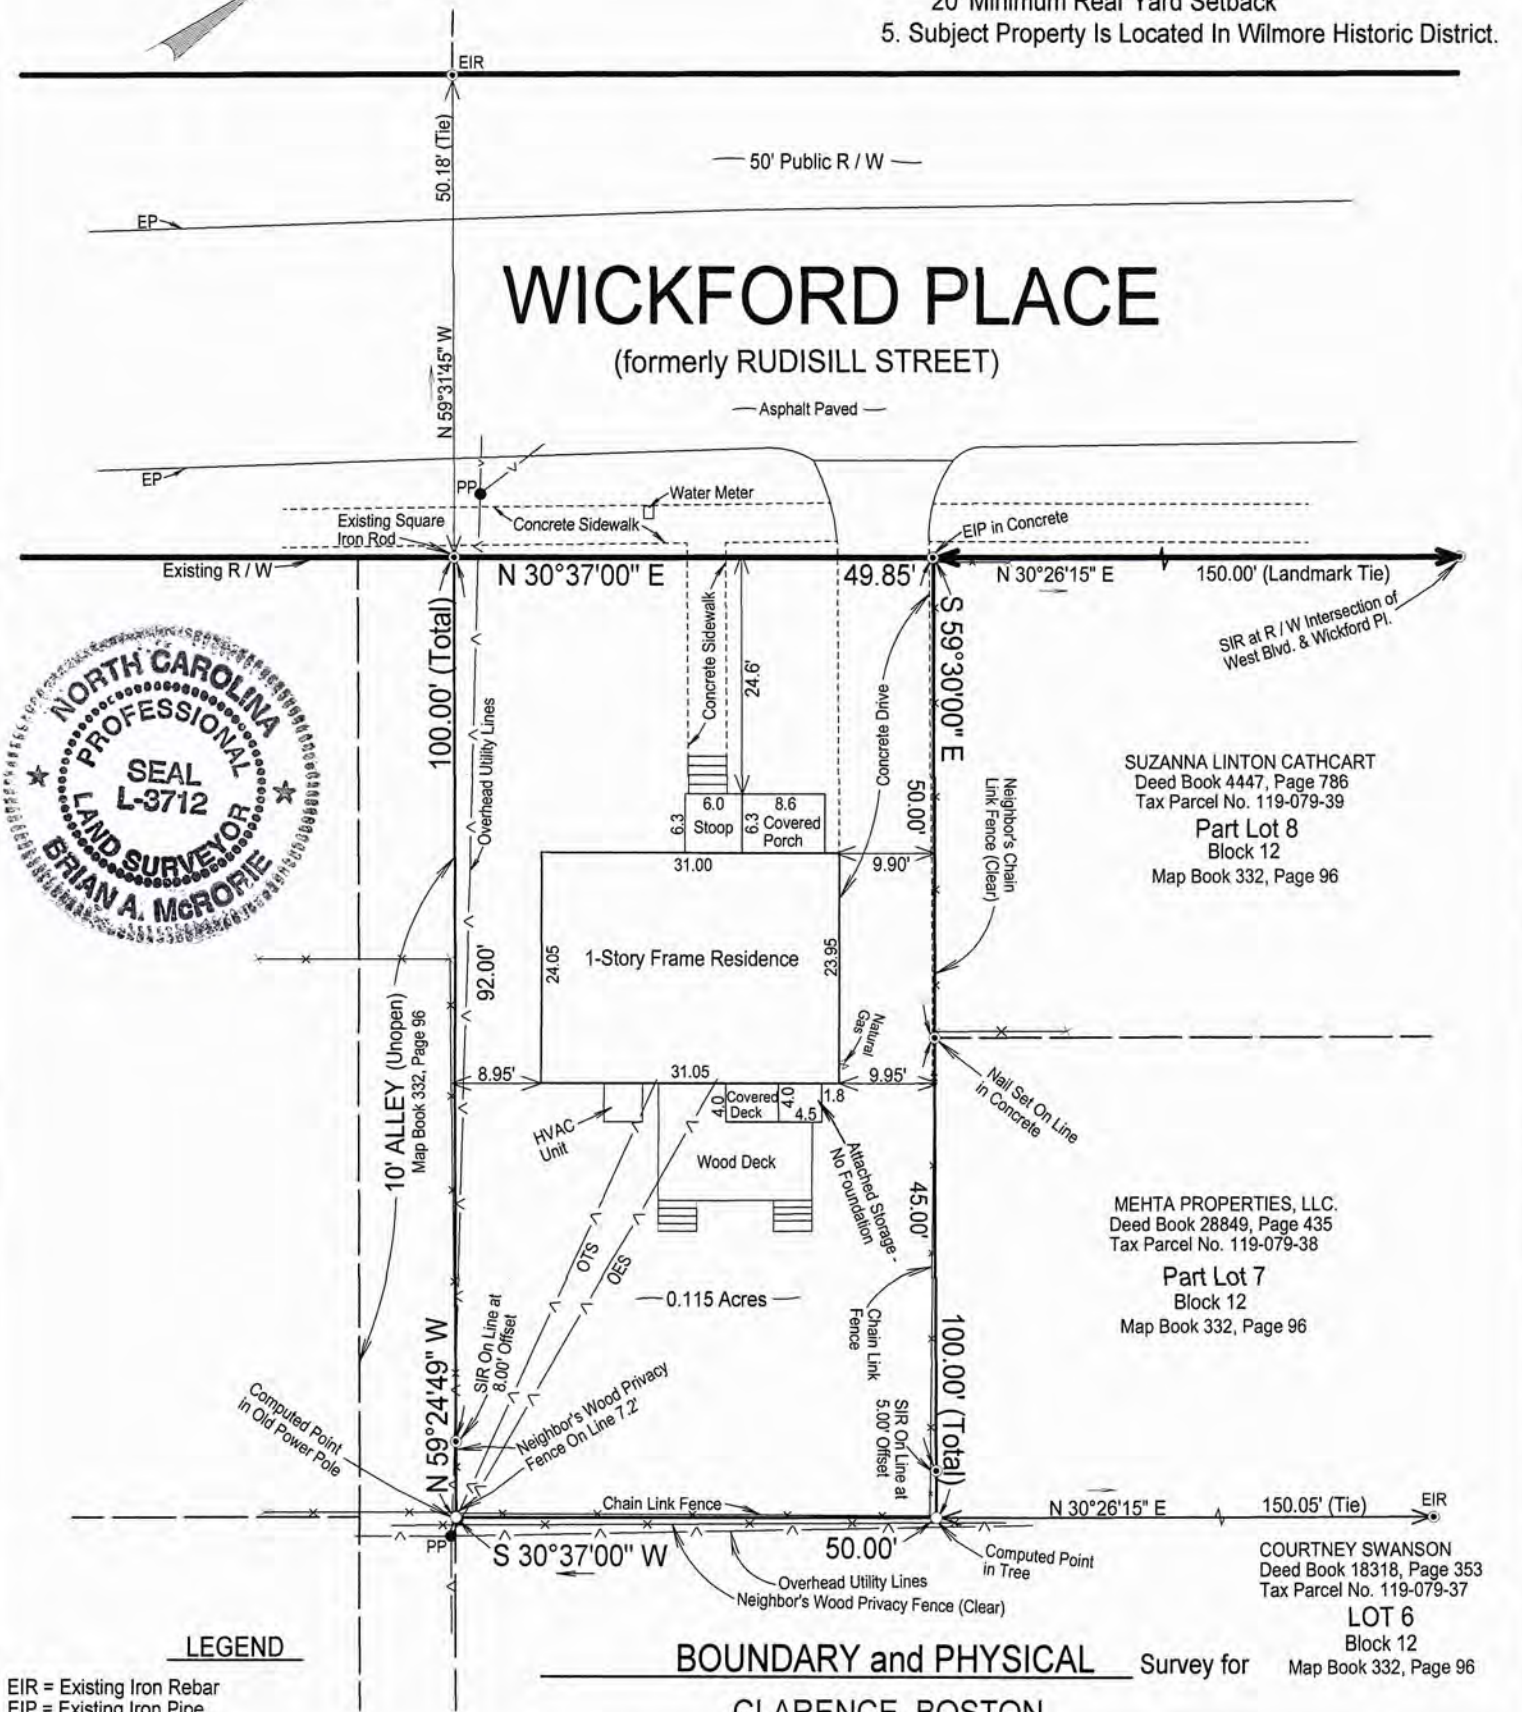 20' Minimum Rear Yard Setback
5. Subject Property Is Located In Wilmore Historic District.
EIR
50.18' (Tie)
50' Public R / W
EP
WICKFORD PLACE
(formerly RUDISILL STREET)
N 59°31'45" W
Asphalt Paved
EP
PP
Water Meter
Existing Square
Iron Rod
Concrete Sidewalk
EIP in Concrete
Existing R / W
N 30°37'00" E
49.85'
N 30°26'15" E
150.00' (Landmark Tie)
SIR at R / W Intersection of
West Blvd. & Wickford Pl.
100.00' (Total)
Concrete Sidewalk
24.6'
S 59°30'00" E
Overhead Utility Lines
Concrete Drive
50.00'
Neighbor's Chain
Link Fence (Clear)
NORTH CAROLINA
PROFESSIONAL
SEAL
L-3712
LAND SURVEYOR
BRIAN A. McRORIE
SUZANNA LINTON CATHCART
Deed Book 4447, Page 786
Tax Parcel No. 119-079-39
Part Lot 8
Block 12
Map Book 332, Page 96
6.0
8.6
6.3
Stoop
6.3
Covered
Porch
31.00
9.90'
24.05
1-Story Frame Residence
23.95
92.00'
10' ALLEY (Unopen)
Map Book 332, Page 96
Natural
Gas
8.95'
31.05
9.95'
Nail Set On Line
in Concrete
HVAC
Unit
4.0
Covered
Deck
4.0
4.5
1.8
Wood Deck
Attached Storage -
No Foundation
45.00'
MEHTA PROPERTIES, LLC.
Deed Book 28849, Page 435
Tax Parcel No. 119-079-38
Part Lot 7
Block 12
Map Book 332, Page 96
OTS
OES
0.115 Acres
SIR On Line at
8.00' Offset
N 59°24'49" W
Chain Link
Fence
100.00' (Total)
SIR On Line at
5.00' Offset
Computed Point
in Old Power Pole
Neighbor's Wood Privacy
Fence On Line 7.2'
Chain Link Fence
N 30°26'15" E
150.05' (Tie)
EIR
PP
S 30°37'00" W
50.00'
Computed Point
in Tree
Overhead Utility Lines
Neighbor's Wood Privacy Fence (Clear)
COURTNEY SWANSON
Deed Book 18318, Page 353
Tax Parcel No. 119-079-37
LOT 6
Block 12
Map Book 332, Page 96
LEGEND
EIR = Existing Iron Rebar
EIP = Existing Iron Pipe
BOUNDARY and PHYSICAL Survey for
CLARENCE BOSTON